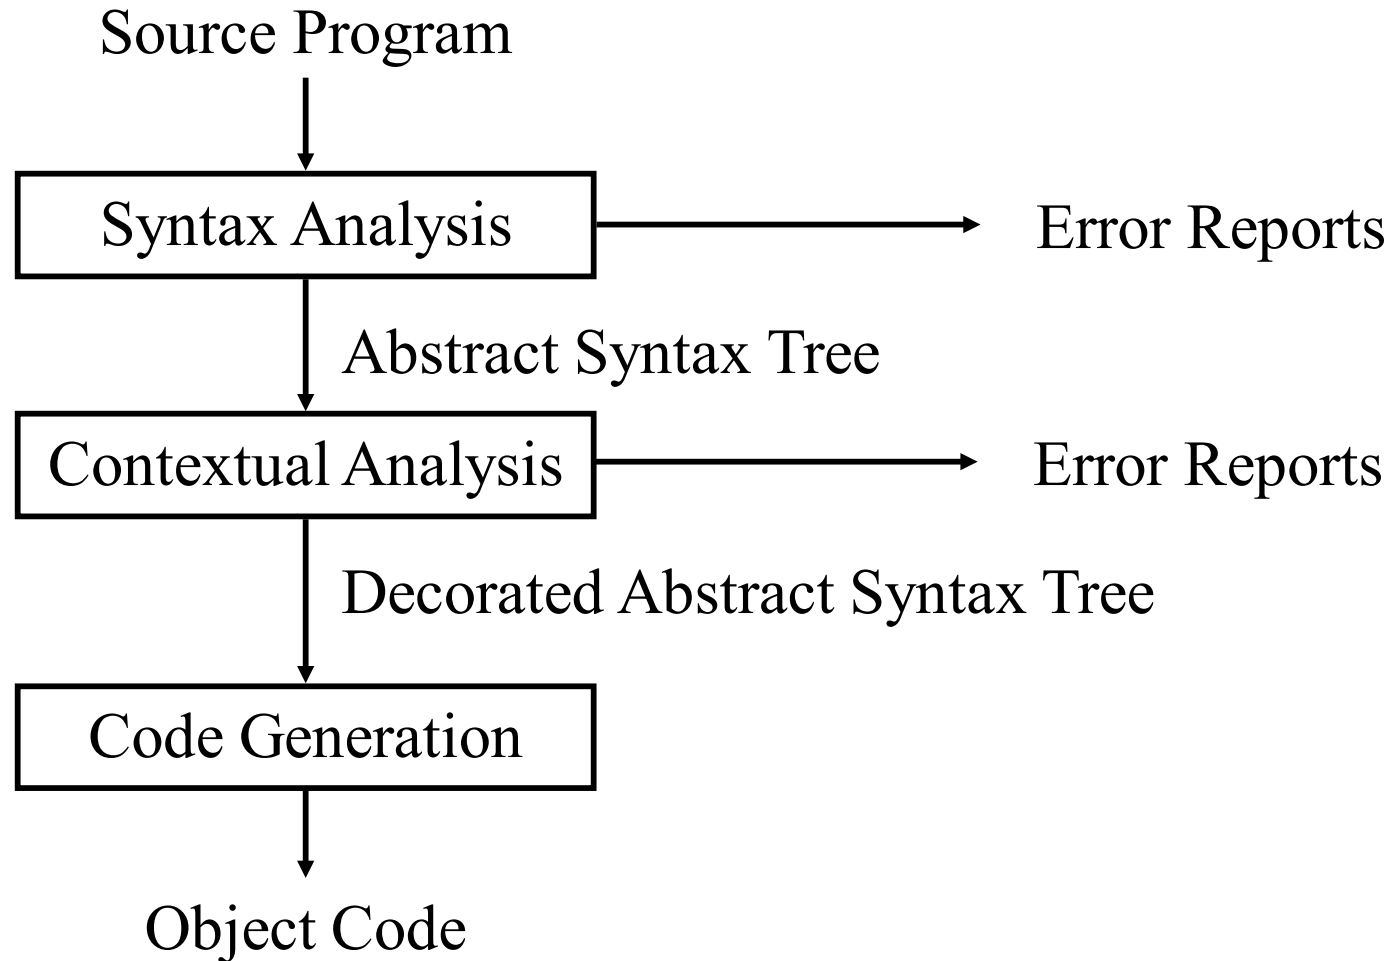 Source Program
Syntax Analysis
Error Reports
Abstract Syntax Tree
Contextual Analysis
Error Reports
Decorated Abstract Syntax Tree
Code Generation
Object Code